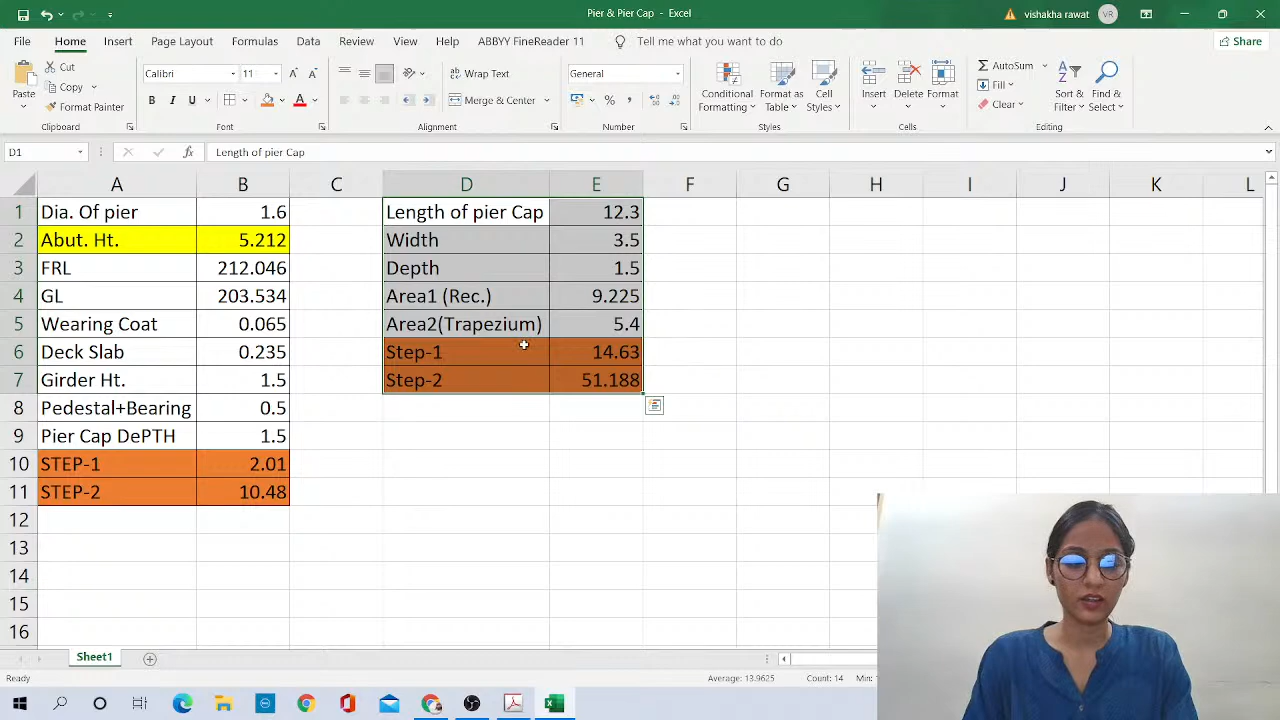 Pier & Pier Cap - Excel
vishakha rawat VR
File Home Insert Page Layout Formulas Data Review View Help ABBYY FineReader 11 Tell me what you want to do Share
Paste Cut Copy Format Painter Clipboard
Calibri 11 B I U A Font
Wrap Text Merge & Center Alignment
General % Number
Conditional Formatting Format as Table Cell Styles Styles
Insert Delete Format Cells
AutoSum Fill Clear Sort & Filter Find & Select Editing
D1 fx Length of pier Cap
A B C D E F G H I J K L
1 Dia. Of pier 1.6 Length of pier Cap 12.3
2 Abut. Ht. 5.212 Width 3.5
3 FRL 212.046 Depth 1.5
4 GL 203.534 Area1 (Rec.) 9.225
5 Wearing Coat 0.065 Area2(Trapezium) 5.4
6 Deck Slab 0.235 Step-1 14.63
7 Girder Ht. 1.5 Step-2 51.188
8 Pedestal+Bearing 0.5
9 Pier Cap DePTH 1.5
10 STEP-1 2.01
11 STEP-2 10.48
12
13
14
15
16
Sheet1
Ready Average: 13.9625 Count: 14